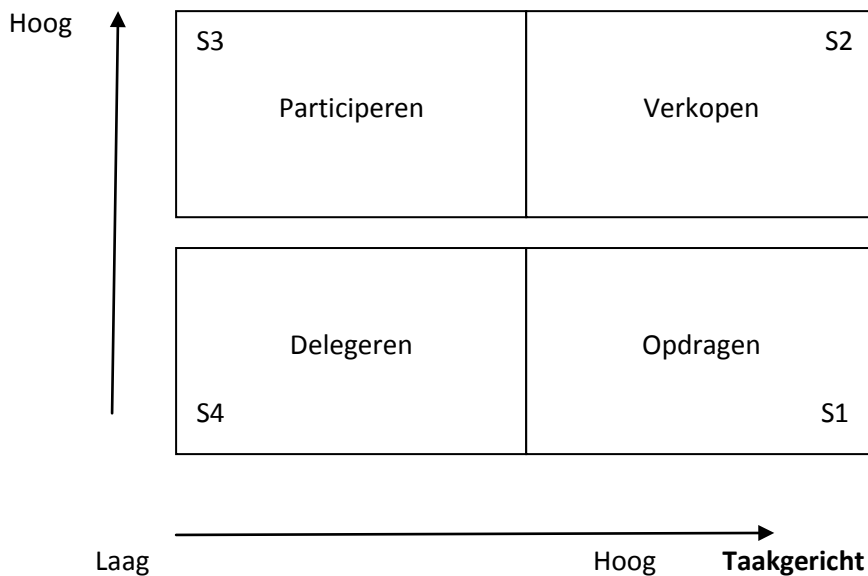 Hoog
S3 S2
Participeren Verkopen
Delegeren Opdragen
S4 S1
Laag Hoog Taakgericht